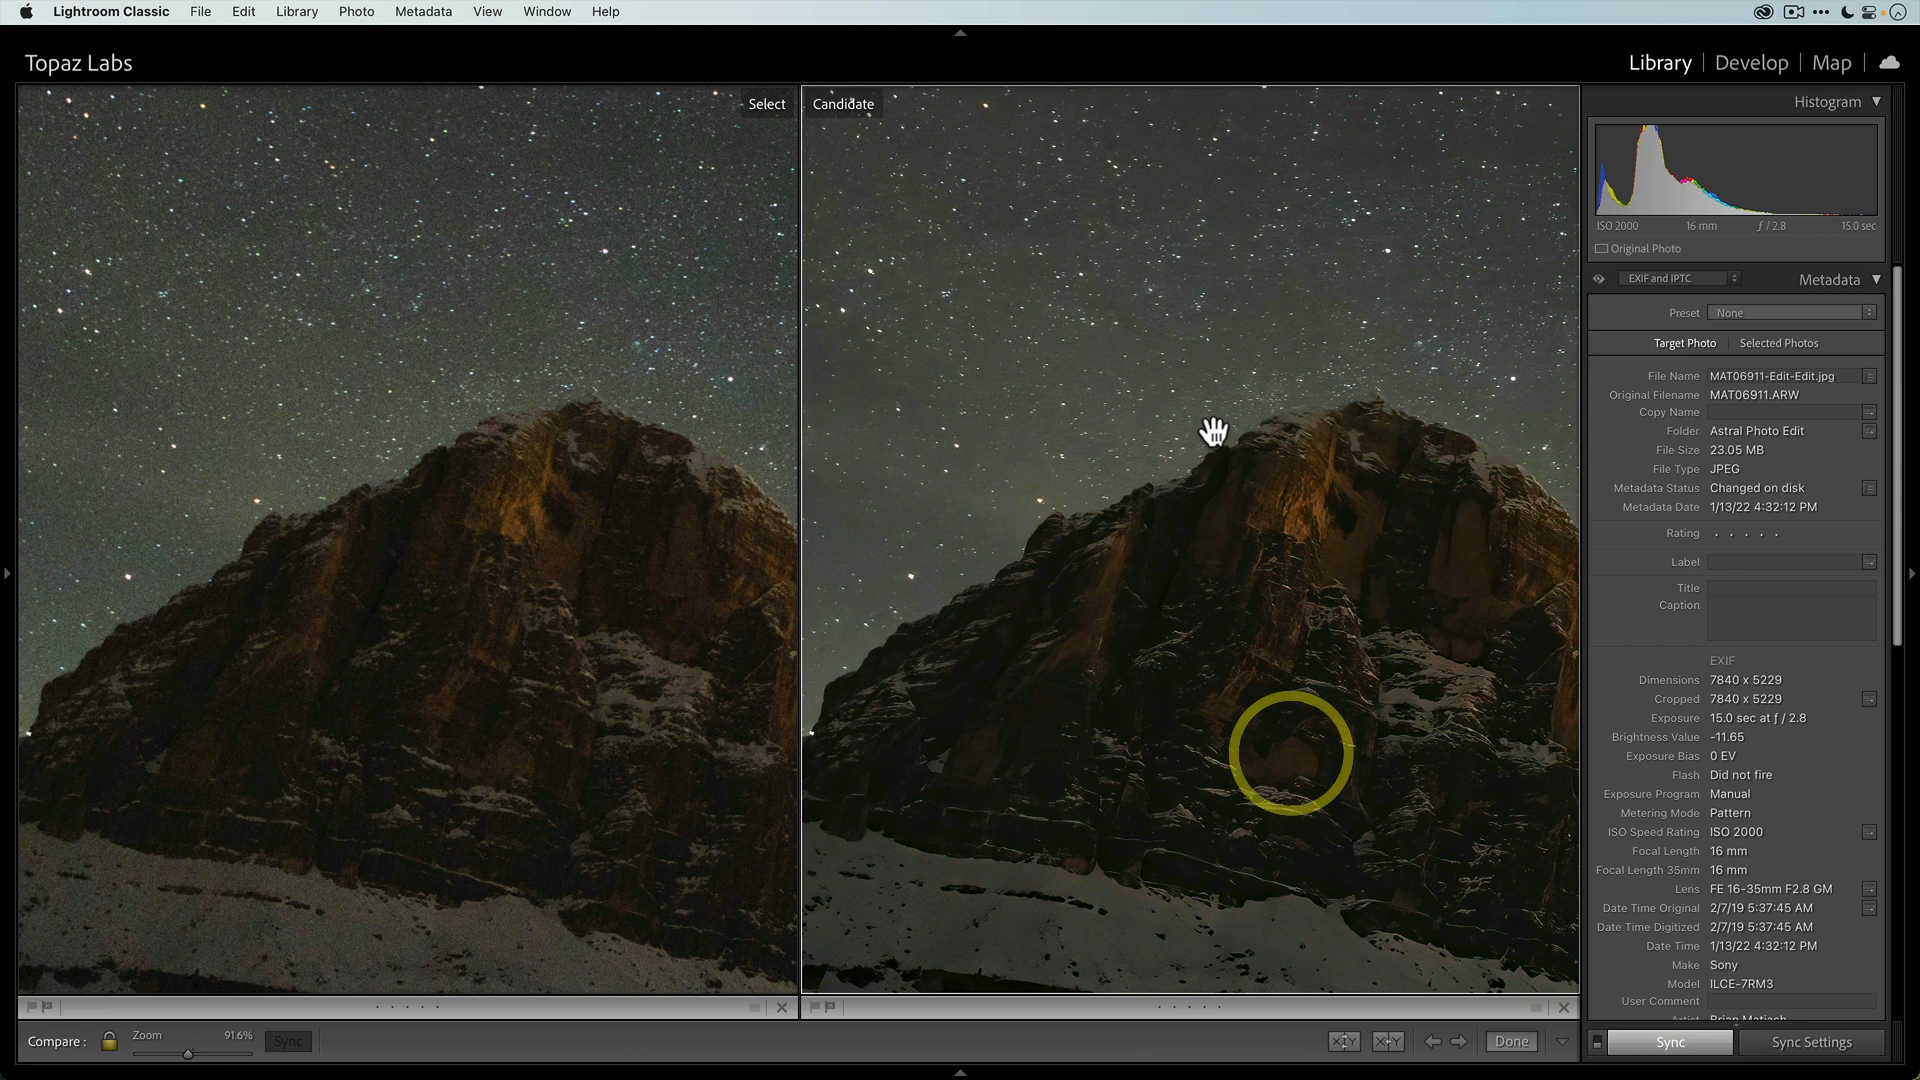 Lightroom Classic File Edit Library Photo Metadata View Window Help
Topaz Labs
Library Develop Map
Select
Candidate
Histogram
ISO 2000 16 mm ƒ / 2.8 15.0 sec
Original Photo
EXIF and IPTC
Metadata
Preset None
Target Photo Selected Photos
File Name MAT06911-Edit-Edit.jpg
Original Filename MAT06911.ARW
Copy Name
Folder Astral Photo Edit
File Size 23.05 MB
File Type JPEG
Metadata Status Changed on disk
Metadata Date 1/13/22 4:32:12 PM
Rating
Label
Title
Caption
EXIF
Dimensions 7840 x 5229
Cropped 7840 x 5229
Exposure 15.0 sec at ƒ / 2.8
Brightness Value -11.65
Exposure Bias 0 EV
Flash Did not fire
Exposure Program Manual
Metering Mode Pattern
ISO Speed Rating ISO 2000
Focal Length 16 mm
Focal Length 35mm 16 mm
Lens FE 16-35mm F2.8 GM
Date Time Original 2/7/19 5:37:45 AM
Date Time Digitized 2/7/19 5:37:45 AM
Date Time 1/13/22 4:32:12 PM
Make Sony
Model ILCE-7RM3
User Comment
Artist Brian Matiash
Compare : Zoom 91.6% Sync
X Y X Y Done
Sync Sync Settings